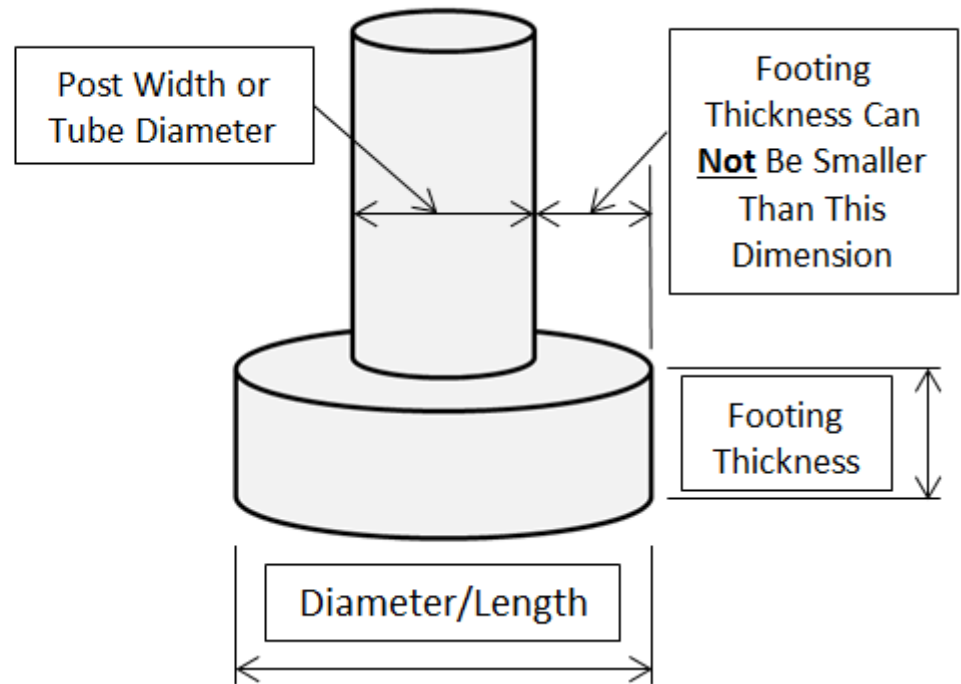 Post Width or
Tube Diameter
Footing
Thickness Can
Not Be Smaller
Than This
Dimension
Footing
Thickness
Diameter/Length